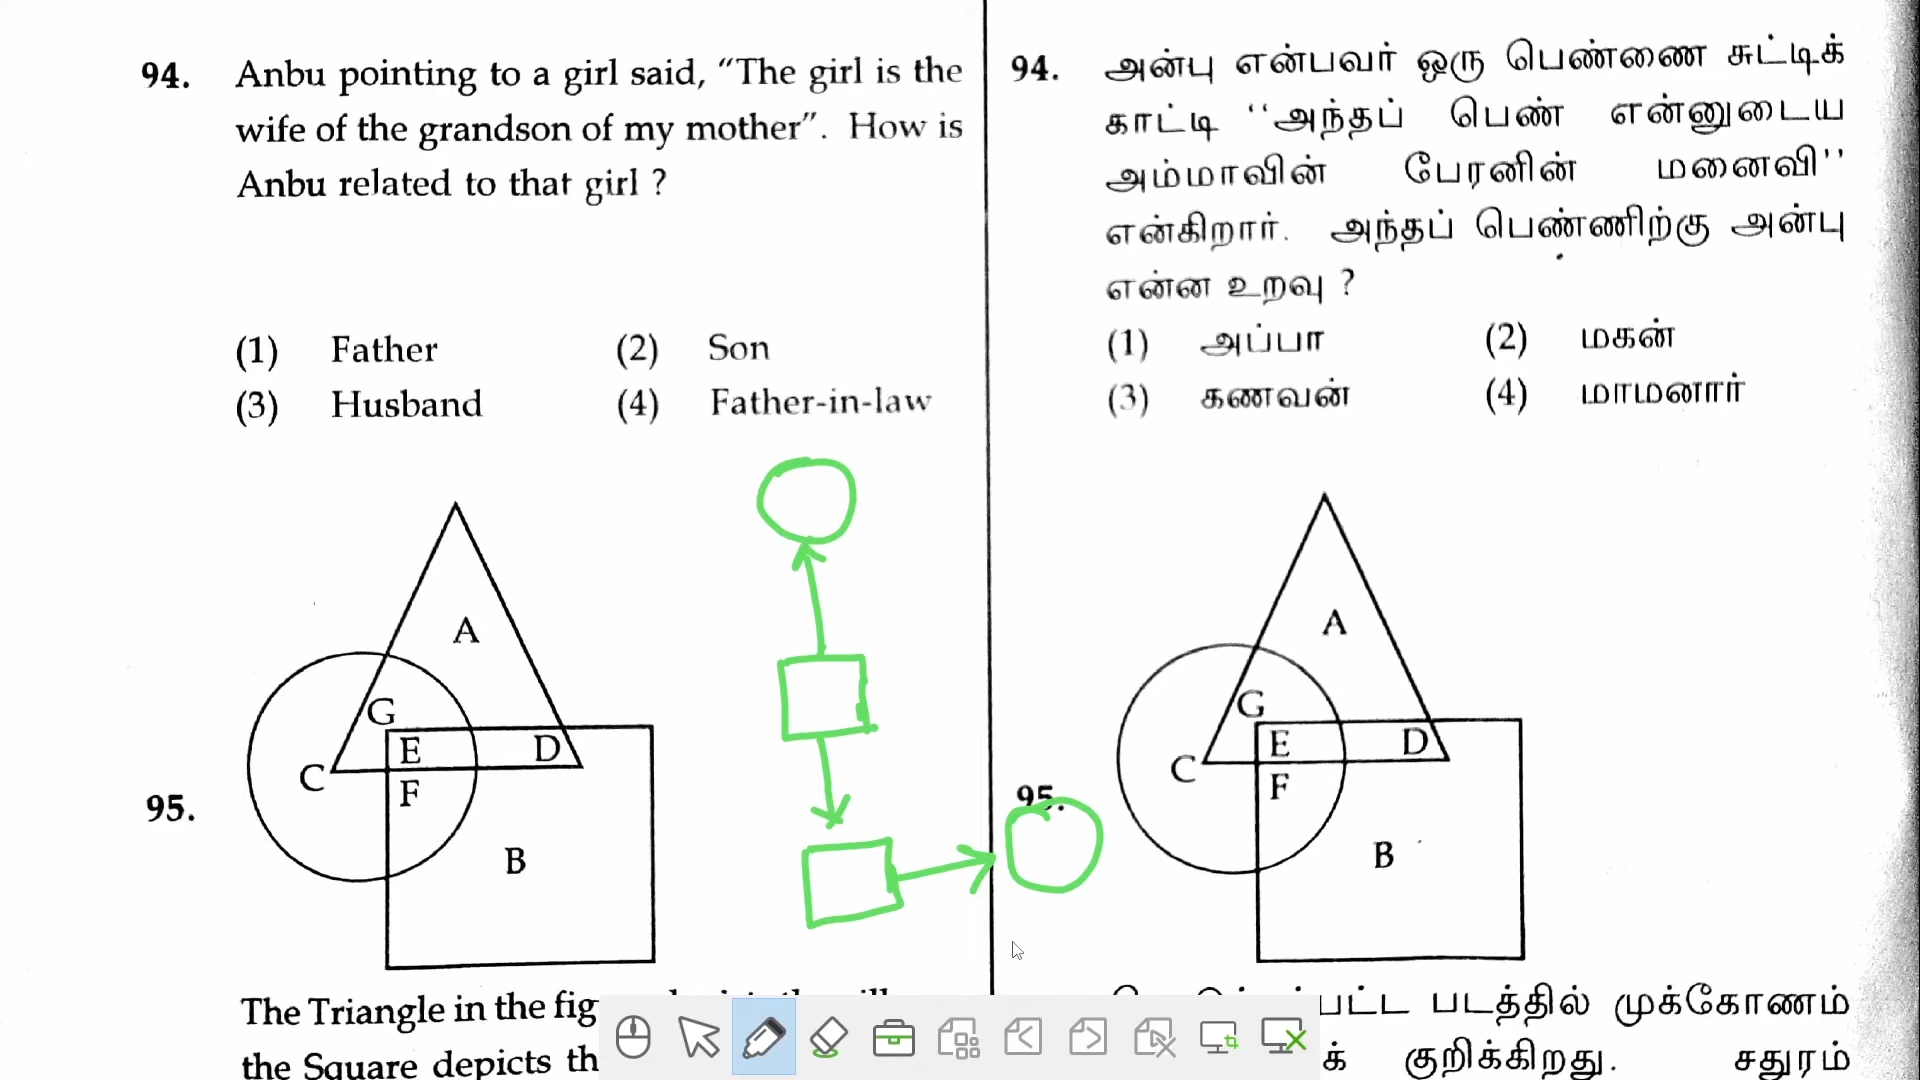 94. Anbu pointing to a girl said, "The girl is the
wife of the grandson of my mother". How is
Anbu related to that girl ?
(1) Father (2) Son
(3) Husband (4) Father-in-law
A
G
E D
C
F
95.
B
The Triangle in the fig
the Square depicts th
94. அன்பு என்பவர் ஒரு பெண்ணை சுட்டிக்
காட்டி “அந்தப் பெண் என்னுடைய
அம்மாவின் பேரனின் மனைவி”
என்கிறார். அந்தப் பெண்ணிற்கு அன்பு
என்ன உறவு ?
(1) அப்பா (2) மகன்
(3) கணவன் (4) மாமனார்
A
G
E D
C
F
95.
B
படத்தில் முக்கோணம்
குறிக்கிறது. சதுரம்